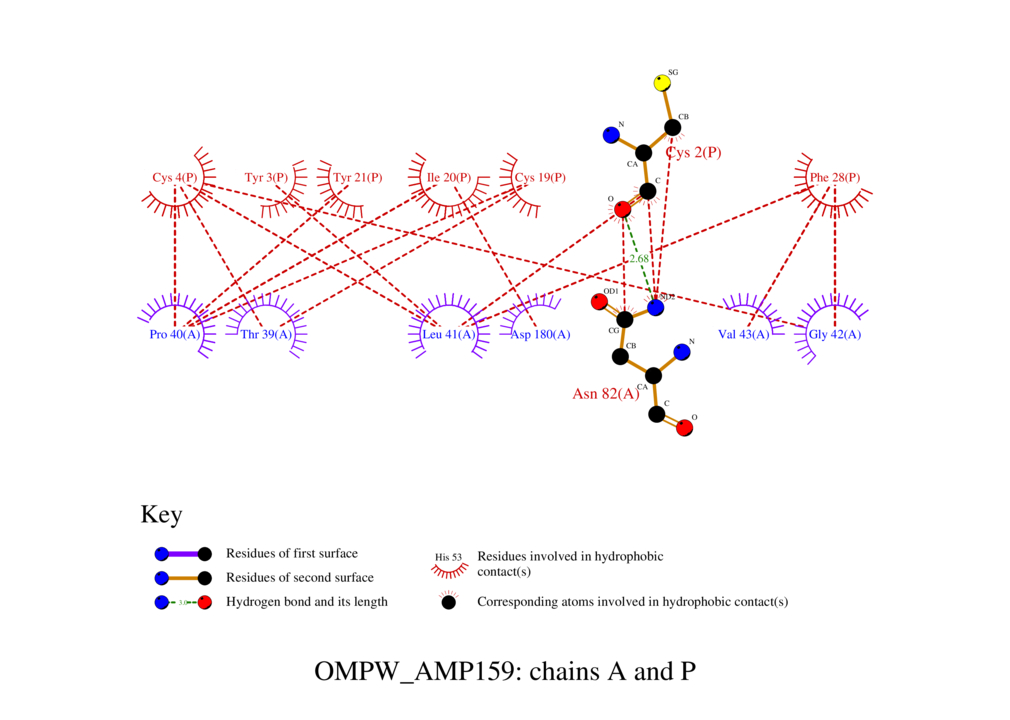 SG
N
CB
CA
Cys 2(P)
Cys 4(P) Tyr 3(P) Tyr 21(P) Ile 20(P) Cys 19(P) C Phe 28(P)
O
2.68
OD1 ND2
Pro 40(A) Thr 39(A) Leu 41(A) Asp 180(A) CG Val 43(A) Gly 42(A)
CB N
CA
Asn 82(A)
C
O
Key
Residues of first surface
Residues of second surface
3.0 Hydrogen bond and its length
His 53 Residues involved in hydrophobic
contact(s)
Corresponding atoms involved in hydrophobic contact(s)
OMPW_AMP159: chains A and P